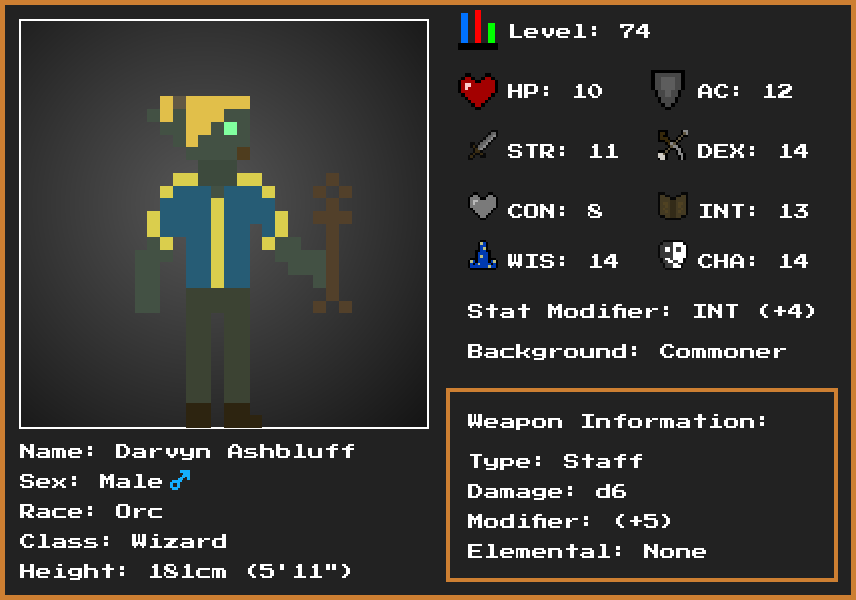 Level: 74
HP: 10 AC: 12
STR: 11 DEX: 14
CON: 8 INT: 13
WIS: 14 CHA: 14
Stat Modifier: INT (+4)
Background: Commoner
Weapon Information:
Type: Staff
Damage: d6
Modifier: (+5)
Elemental: None
Name: Darvyn Ashbluff
Sex: Male ♂
Race: Orc
Class: Wizard
Height: 181cm (5'11")